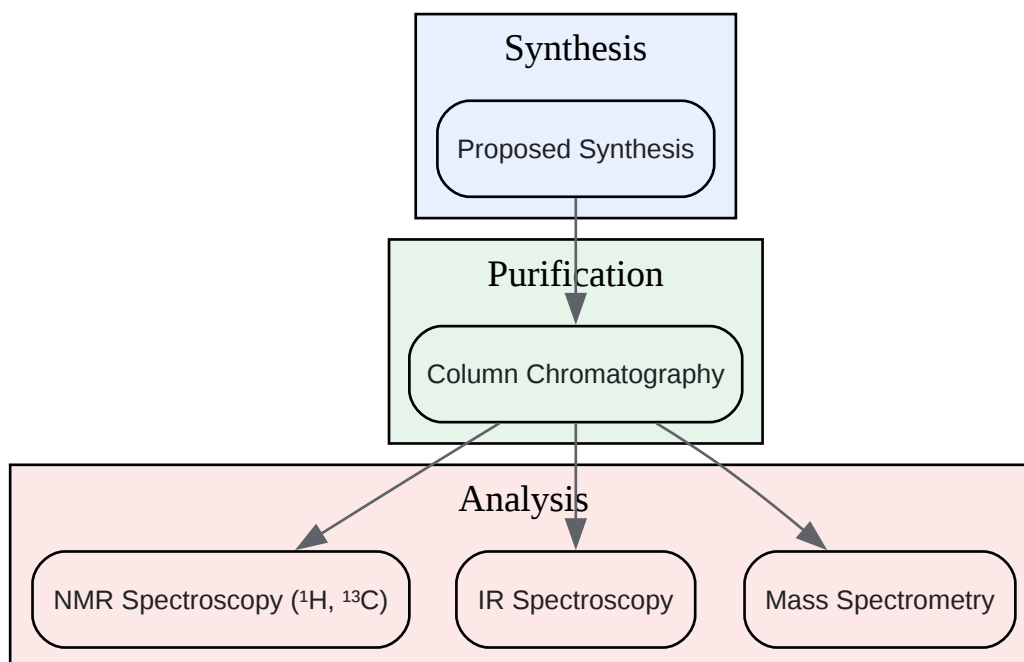 Synthesis
Proposed Synthesis
Purification
Column Chromatography
Analysis
NMR Spectroscopy (¹H, ¹³C)
IR Spectroscopy
Mass Spectrometry